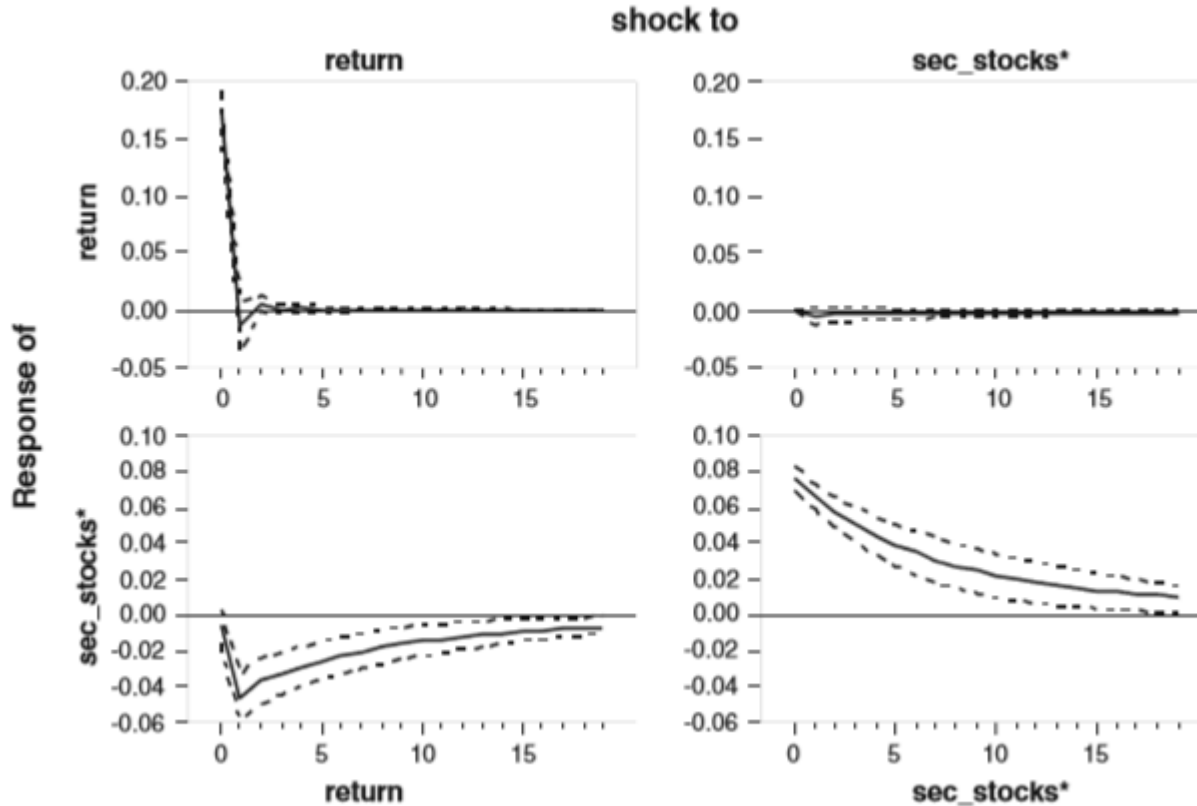 shock to
return sec_stocks*
0.20 0.20
0.15 0.15
0.10 0.10
0.05 0.05
0.00 0.00
-0.05 -0.05
0 5 10 15 0 5 10 15
return
Response of
0.10 0.10
0.08 0.08
0.06 0.06
0.04 0.04
0.02 0.02
0.00 0.00
-0.02 -0.02
-0.04 -0.04
-0.06 -0.06
0 5 10 15 0 5 10 15
sec_stocks*
return sec_stocks*